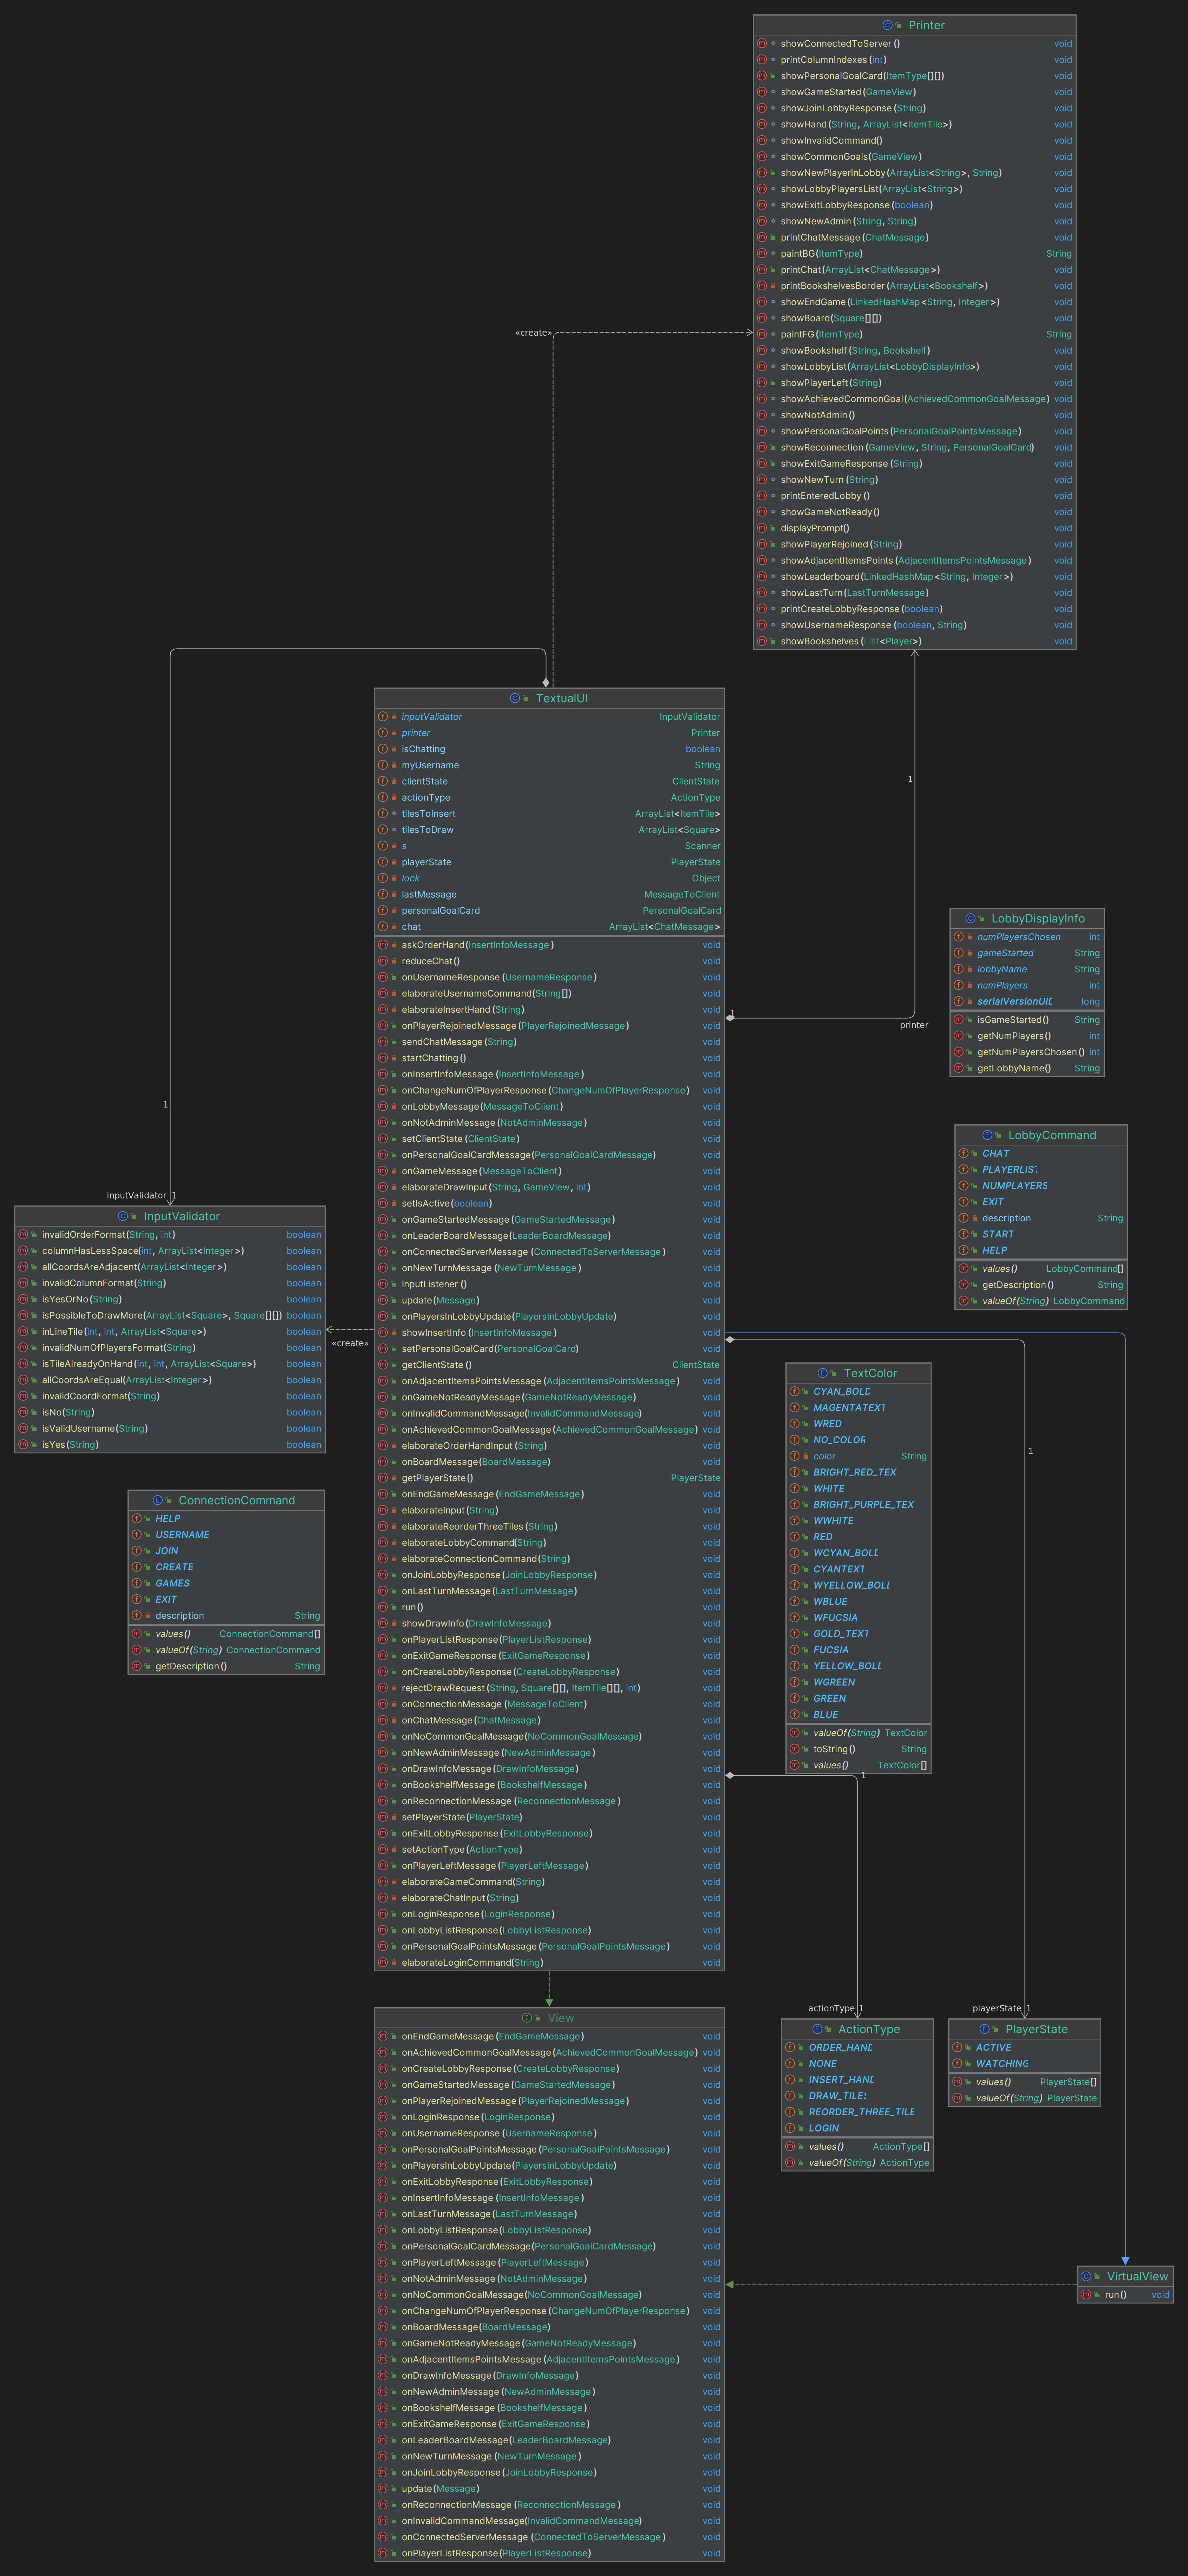 Printer
showConnectedToServer () void
printColumnIndexes (int) void
showPersonalGoalCard(ItemType[][]) void
showGameStarted (GameView) void
showJoinLobbyResponse (String) void
showHand (String, ArrayList<ItemTile>) void
showInvalidCommand() void
showCommonGoals(GameView) void
showNewPlayerInLobby (ArrayList<String>, String) void
showLobbyPlayersList(ArrayList<String>) void
showExitLobbyResponse (boolean) void
showNewAdmin (String, String) void
printChatMessage (ChatMessage) void
paintBG(ItemType) String
printChat(ArrayList<ChatMessage>) void
printBookshelvesBorder (ArrayList<Bookshelf>) void
showEndGame (LinkedHashMap<String, Integer>) void
showBoard(Square[][]) void
paintFG(ItemType) String
showBookshelf (String, Bookshelf) void
showLobbyList(ArrayList<LobbyDisplayInfo>) void
showPlayerLeft(String) void
showAchievedCommonGoal(AchievedCommonGoalMessage) void
showNotAdmin() void
showPersonalGoalPoints (PersonalGoalPointsMessage) void
showReconnection (GameView, String, PersonalGoalCard) void
showExitGameResponse (String) void
showNewTurn (String) void
printEnteredLobby () void
showGameNotReady() void
displayPrompt() void
showPlayerRejoined (String) void
showAdjacentItemsPoints (AdjacentItemsPointsMessage) void
showLeaderboard(LinkedHashMap<String, Integer>) void
showLastTurn(LastTurnMessage) void
printCreateLobbyResponse (boolean) void
showUsernameResponse (boolean, String) void
showBookshelves (List<Player>) void
«create»
TextualUI
inputValidator InputValidator
printer Printer
isChatting boolean
myUsername String
clientState ClientState
actionType ActionType
tilesToInsert ArrayList<ItemTile>
tilesToDraw ArrayList<Square>
s Scanner
playerState PlayerState
lock Object
lastMessage MessageToClient
personalGoalCard PersonalGoalCard
chat ArrayList<ChatMessage>
askOrderHand(InsertInfoMessage) void
reduceChat() void
onUsernameResponse (UsernameResponse) void
elaborateUsernameCommand(String[]) void
elaborateInsertHand(String) void
onPlayerRejoinedMessage(PlayerRejoinedMessage) void
sendChatMessage (String) void
startChatting() void
onInsertInfoMessage (InsertInfoMessage) void
onChangeNumOfPlayerResponse (ChangeNumOfPlayerResponse) void
onLobbyMessage(MessageToClient) void
onNotAdminMessage(NotAdminMessage) void
setClientState (ClientState) void
onPersonalGoalCardMessage(PersonalGoalCardMessage) void
onGameMessage (MessageToClient) void
elaborateDrawInput(String, GameView, int) void
setIsActive(boolean) void
onGameStartedMessage(GameStartedMessage) void
onLeaderBoardMessage(LeaderBoardMessage) void
onConnectedServerMessage (ConnectedToServerMessage) void
onNewTurnMessage (NewTurnMessage) void
inputListener () void
update(Message) void
onPlayersInLobbyUpdate(PlayersInLobbyUpdate) void
showInsertInfo (InsertInfoMessage) void
setPersonalGoalCard(PersonalGoalCard) void
getClientState () ClientState
onAdjacentItemsPointsMessage (AdjacentItemsPointsMessage) void
onGameNotReadyMessage(GameNotReadyMessage) void
onInvalidCommandMessage(InvalidCommandMessage) void
onAchievedCommonGoalMessage(AchievedCommonGoalMessage) void
elaborateOrderHandInput (String) void
onBoardMessage(BoardMessage) void
getPlayerState() PlayerState
onEndGameMessage(EndGameMessage) void
elaborateInput(String) void
elaborateReorderThreeTiles (String) void
elaborateLobbyCommand(String) void
elaborateConnectionCommand(String) void
onJoinLobbyResponse(JoinLobbyResponse) void
onLastTurnMessage(LastTurnMessage) void
run() void
showDrawInfo(DrawInfoMessage) void
onPlayerListResponse(PlayerListResponse) void
onExitGameResponse(ExitGameResponse) void
onCreateLobbyResponse(CreateLobbyResponse) void
rejectDrawRequest (String, Square[][], ItemTile[][], int) void
onConnectionMessage (MessageToClient) void
onChatMessage (ChatMessage) void
onNoCommonGoalMessage(NoCommonGoalMessage) void
onNewAdminMessage (NewAdminMessage) void
onDrawInfoMessage(DrawInfoMessage) void
onBookshelfMessage(BookshelfMessage) void
onReconnectionMessage (ReconnectionMessage) void
setPlayerState(PlayerState) void
onExitLobbyResponse(ExitLobbyResponse) void
setActionType(ActionType) void
onPlayerLeftMessage (PlayerLeftMessage) void
elaborateGameCommand(String) void
elaborateChatInput(String) void
onLoginResponse(LoginResponse) void
onLobbyListResponse(LobbyListResponse) void
onPersonalGoalPointsMessage(PersonalGoalPointsMessage) void
elaborateLoginCommand(String) void
1
1
printer
1
inputValidator 1
«create»
InputValidator
invalidOrderFormat(String, int) boolean
columnHasLessSpace(int, ArrayList<Integer>) boolean
allCoordsAreAdjacent(ArrayList<Integer>) boolean
invalidColumnFormat(String) boolean
isYesOrNo(String) boolean
isPossibleToDrawMore(ArrayList<Square>, Square[][]) boolean
inLineTile(int, int, ArrayList<Square>) boolean
invalidNumOfPlayersFormat(String) boolean
isTileAlreadyOnHand(int, int, ArrayList<Square>) boolean
allCoordsAreEqual(ArrayList<Integer>) boolean
invalidCoordFormat(String) boolean
isNo(String) boolean
isValidUsername(String) boolean
isYes(String) boolean
ConnectionCommand
HELP
USERNAME
JOIN
CREATE
GAMES
EXIT
description String
values() ConnectionCommand[]
valueOf(String) ConnectionCommand
getDescription() String
LobbyDisplayInfo
numPlayersChosen int
gameStarted String
lobbyName String
numPlayers int
serialVersionUID long
isGameStarted() String
getNumPlayers() int
getNumPlayersChosen() int
getLobbyName() String
LobbyCommand
CHAT
PLAYERLIST
NUMPLAYERS
EXIT
description String
START
HELP
values() LobbyCommand[]
getDescription() String
valueOf(String) LobbyCommand
TextColor
CYAN_BOLD
MAGENTATEXT
WRED
NO_COLOR
color String
BRIGHT_RED_TEX
WHITE
BRIGHT_PURPLE_TEX
WWHITE
RED
WCYAN_BOLD
CYANTEXT
WYELLOW_BOLD
WBLUE
WFUCSIA
GOLD_TEXT
FUCSIA
YELLOW_BOLD
WGREEN
GREEN
BLUE
valueOf(String) TextColor
toString() String
values() TextColor[]
1
1
actionType 1
playerState 1
ActionType
ORDER_HAND
NONE
INSERT_HAND
DRAW_TILES
REORDER_THREE_TILE
LOGIN
values() ActionType[]
valueOf(String) ActionType
PlayerState
ACTIVE
WATCHING
values() PlayerState[]
valueOf(String) PlayerState
VirtualView
run() void
View
onEndGameMessage(EndGameMessage) void
onAchievedCommonGoalMessage(AchievedCommonGoalMessage) void
onCreateLobbyResponse(CreateLobbyResponse) void
onGameStartedMessage(GameStartedMessage) void
onPlayerRejoinedMessage(PlayerRejoinedMessage) void
onLoginResponse(LoginResponse) void
onUsernameResponse (UsernameResponse) void
onPersonalGoalPointsMessage(PersonalGoalPointsMessage) void
onPlayersInLobbyUpdate(PlayersInLobbyUpdate) void
onExitLobbyResponse(ExitLobbyResponse) void
onInsertInfoMessage (InsertInfoMessage) void
onLastTurnMessage(LastTurnMessage) void
onLobbyListResponse(LobbyListResponse) void
onPersonalGoalCardMessage(PersonalGoalCardMessage) void
onPlayerLeftMessage (PlayerLeftMessage) void
onNotAdminMessage(NotAdminMessage) void
onNoCommonGoalMessage(NoCommonGoalMessage) void
onChangeNumOfPlayerResponse (ChangeNumOfPlayerResponse) void
onBoardMessage(BoardMessage) void
onGameNotReadyMessage(GameNotReadyMessage) void
onAdjacentItemsPointsMessage (AdjacentItemsPointsMessage) void
onDrawInfoMessage(DrawInfoMessage) void
onNewAdminMessage (NewAdminMessage) void
onBookshelfMessage(BookshelfMessage) void
onExitGameResponse(ExitGameResponse) void
onLeaderBoardMessage(LeaderBoardMessage) void
onNewTurnMessage (NewTurnMessage) void
onJoinLobbyResponse(JoinLobbyResponse) void
update(Message) void
onReconnectionMessage (ReconnectionMessage) void
onInvalidCommandMessage(InvalidCommandMessage) void
onConnectedServerMessage (ConnectedToServerMessage) void
onPlayerListResponse(PlayerListResponse) void